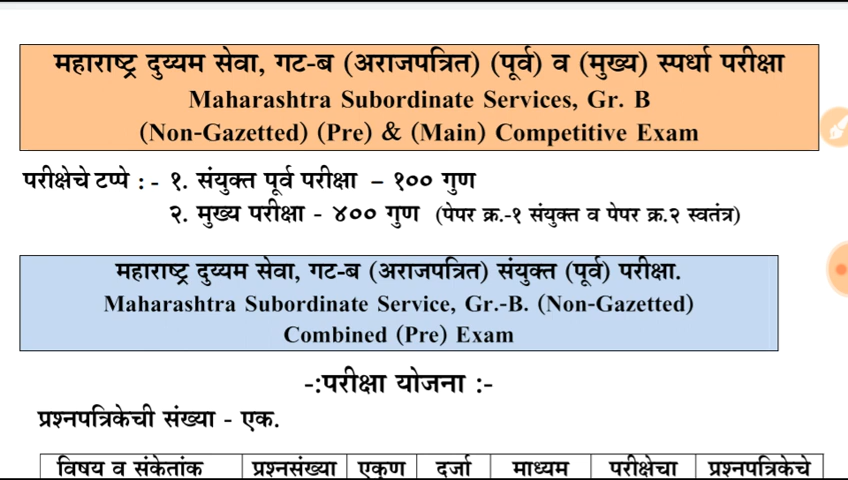 महाराष्ट्र दुय्यम सेवा, गट-ब (अराजपत्रित) (पूर्व) व (मुख्य) स्पर्धा परीक्षा
Maharashtra Subordinate Services, Gr. B
(Non-Gazetted) (Pre) & (Main) Competitive Exam
परीक्षेचे टप्पे : - १. संयुक्त पूर्व परीक्षा – १०० गुण
२. मुख्य परीक्षा - ४०० गुण (पेपर क्र.-१ संयुक्त व पेपर क्र.२ स्वतंत्र)
महाराष्ट्र दुय्यम सेवा, गट-ब (अराजपत्रित) संयुक्त (पूर्व) परीक्षा.
Maharashtra Subordinate Service, Gr.-B. (Non-Gazetted)
Combined (Pre) Exam
-:परीक्षा योजना :-
प्रश्नपत्रिकेची संख्या - एक.
विषय व संकेतांक प्रश्नसंख्या एकुण दर्जा माध्यम परीक्षेचा प्रश्नपत्रिकेचे